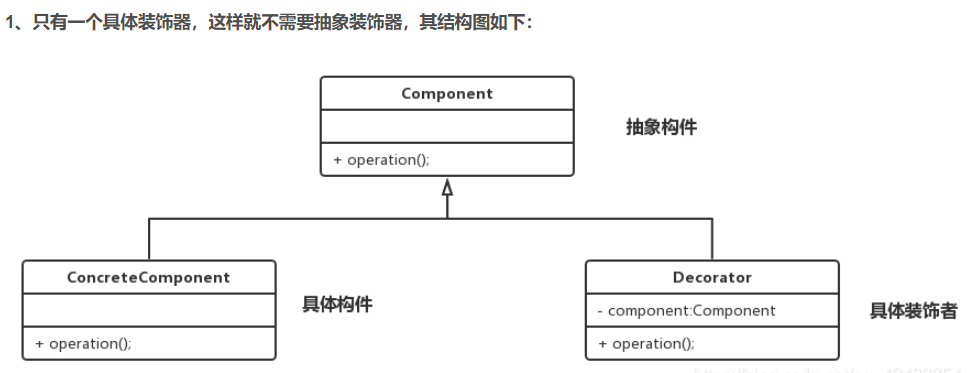 1、只有一个具体装饰器，这样就不需要抽象装饰器，其结构图如下：
Component
抽象构件
+ operation();
ConcreteComponent
具体构件
+ operation();
Decorator
- component:Component
具体装饰者
+ operation();